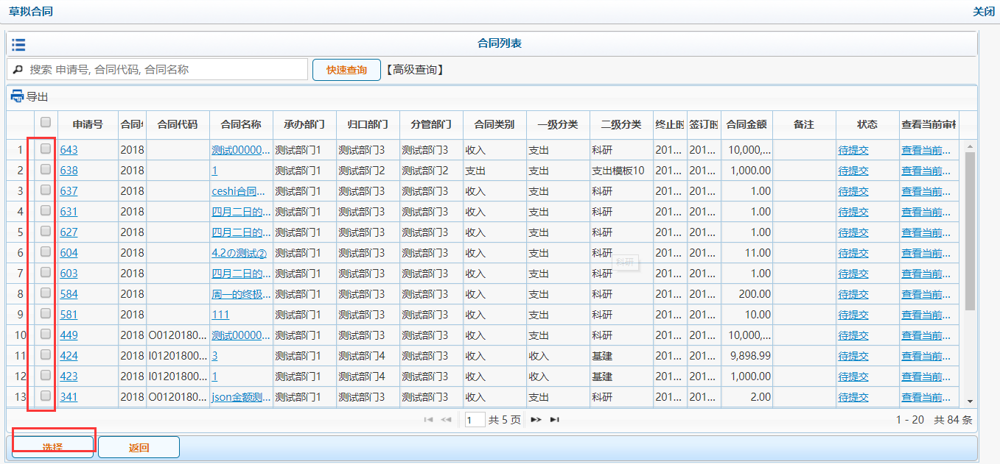 草拟合同 关闭
合同列表
搜索 申请号, 合同代码, 合同名称 快速查询 【高级查询】
导出
申请号 合同年 合同代码 合同名称 承办部门 归口部门 分管部门 合同类别 一级分类 二级分类 终止时 签订时 合同金额 备注 状态 查看当前审核
1 643 2018 测试00000... 测试部门1 测试部门3 测试部门3 收入 支出 科研 201... 201... 10,000,... 待提交 查看当前...
2 638 2018 1 测试部门1 测试部门2 测试部门2 支出 支出 支出模板10 201... 201... 1,000.00 待提交 查看当前...
3 637 2018 ceshi合同... 测试部门1 测试部门3 测试部门3 收入 支出 科研 201... 201... 1.00 待提交 查看当前...
4 631 2018 四月二日的... 测试部门1 测试部门3 测试部门3 收入 支出 科研 201... 201... 1.00 待提交 查看当前...
5 627 2018 四月二日的... 测试部门1 测试部门3 测试部门3 收入 支出 科研 201... 201... 1.00 待提交 查看当前...
6 604 2018 4.2の测试② 测试部门1 测试部门3 测试部门3 收入 支出 科研 201... 201... 11.00 待提交 查看当前...
科研
7 603 2018 四月二日的... 测试部门1 测试部门3 测试部门3 收入 支出 科研 201... 201... 1.00 待提交 查看当前...
8 584 2018 周一的终极... 测试部门1 测试部门3 测试部门3 收入 支出 科研 201... 201... 200.00 待提交 查看当前...
9 581 2018 111 测试部门1 测试部门3 测试部门3 收入 支出 科研 201... 201... 10.00 待提交 查看当前...
10 449 2018 O0120180... 测试00000... 测试部门1 测试部门3 测试部门3 收入 支出 科研 201... 201... 10,000,... 待提交 查看当前...
11 424 2018 I01201800... 3 测试部门1 测试部门4 测试部门3 收入 收入 基建 201... 201... 9,898.99 待提交 查看当前...
12 423 2018 I01201800... 1 测试部门1 测试部门4 测试部门3 收入 收入 基建 201... 201... 1,000.00 待提交 查看当前...
13 341 2018 O0120180... json金额测... 测试部门1 测试部门3 测试部门3 收入 支出 科研 201... 201... 2.00 待提交 查看当前...
1 共 5 页 1 - 20 共 84 条
选择 返回